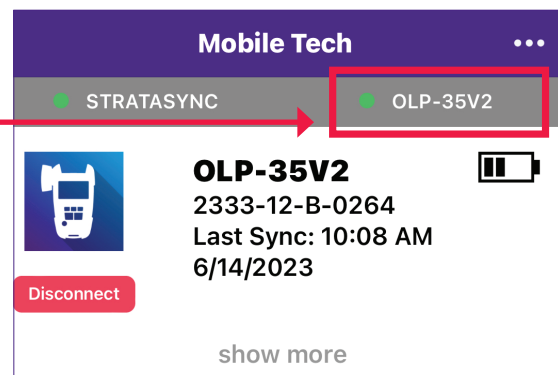 Mobile Tech
STRATASYNC
OLP-35V2
OLP-35V2
2333-12-B-0264
Last Sync: 10:08 AM
6/14/2023
Disconnect
show more